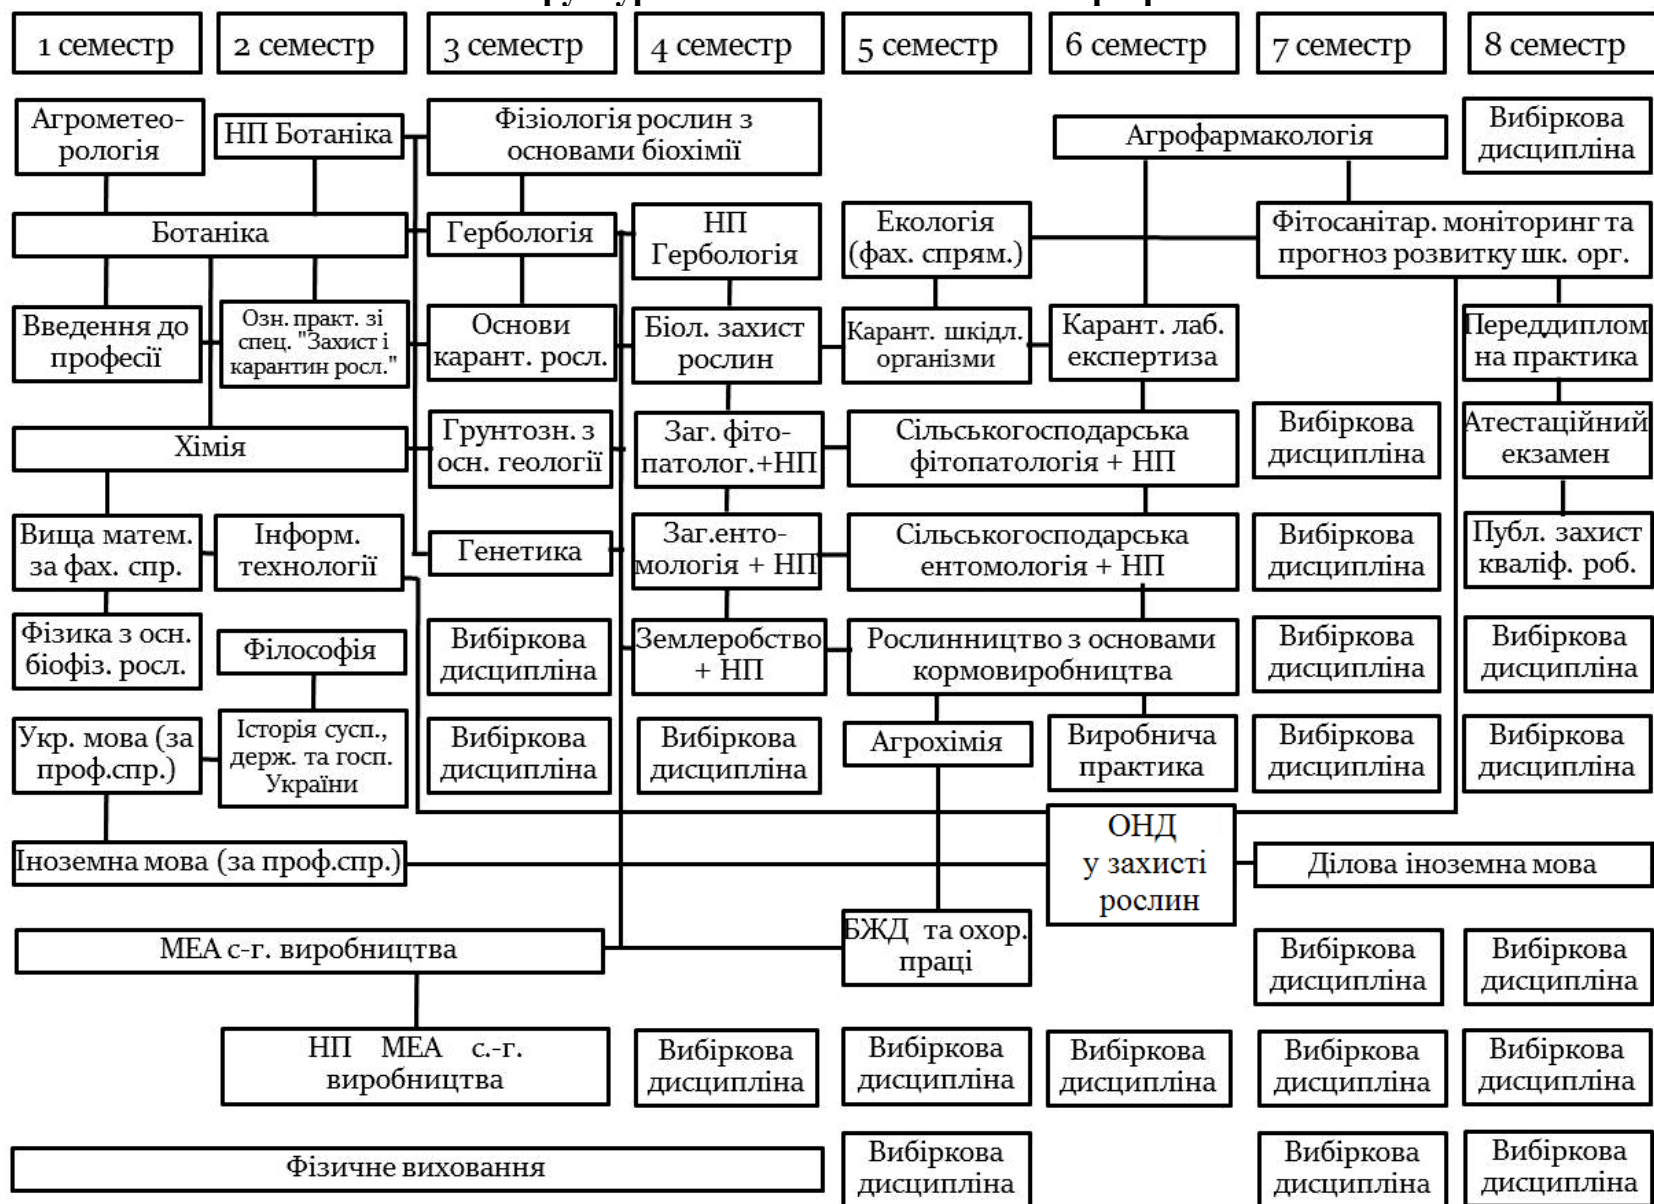 1 семестр
2 семестр
3 семестр
4 семестр
5 семестр
6 семестр
7 семестр
8 семестр
Агрометео-
рологія
НП Ботаніка
Фізіологія рослин з
основами біохімії
Агрофармакологія
Вибіркова
дисципліна
Ботаніка
Гербологія
НП
Гербологія
Екологія
(фах. спрям.)
Фітосанітар. моніторинг та
прогноз розвитку шк. орг.
Введення до
професії
Озн. практ. зі
спец. "Захист і
карантин росл."
Основи
карант. росл.
Біол. захист
рослин
Карант. шкідл.
організми
Карант. лаб.
експертиза
Переддиплом
на практика
Хімія
Грунтозн. з
осн. геології
Заг. фіто-
патолог.+НП
Сільськогосподарська
фітопатологія + НП
Вибіркова
дисципліна
Атестаційний
екзамен
Вища матем.
за фах. спр.
Інформ.
технології
Генетика
Заг.енто-
мологія + НП
Сільськогосподарська
ентомологія + НП
Вибіркова
дисципліна
Публ. захист
кваліф. роб.
Фізика з осн.
біофіз. росл.
Філософія
Вибіркова
дисципліна
Землеробство
+ НП
Рослинництво з основами
кормовиробництва
Вибіркова
дисципліна
Вибіркова
дисципліна
Укр. мова (за
проф.спр.)
Історія сусп.,
держ. та госп.
України
Вибіркова
дисципліна
Вибіркова
дисципліна
Агрохімія
Виробнича
практика
Вибіркова
дисципліна
Вибіркова
дисципліна
Іноземна мова (за проф.спр.)
ОНД
у захисті
рослин
Ділова іноземна мова
МЕА с-г. виробництва
БЖД та охор.
праці
Вибіркова
дисципліна
Вибіркова
дисципліна
НП МЕА с.-г.
виробництва
Вибіркова
дисципліна
Вибіркова
дисципліна
Вибіркова
дисципліна
Вибіркова
дисципліна
Вибіркова
дисципліна
Фізичне виховання
Вибіркова
дисципліна
Вибіркова
дисципліна
Вибіркова
дисципліна